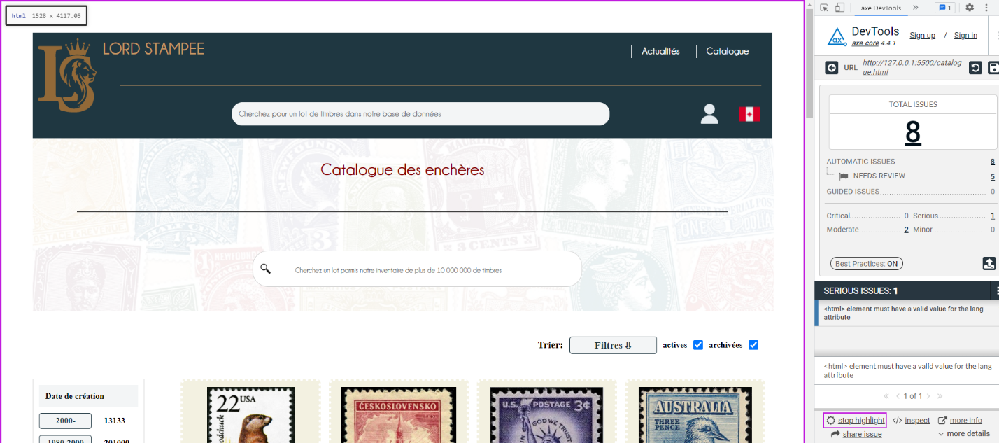 html 1528 x 4117.05
LS
LORD STAMPEE
Actualités
Catalogue
Cherchez pour un lot de timbres dans notre base de données
Catalogue des enchères
3 CENTS
Cherchez un lot parmis notre inventaire de plus de 10 000 000 de timbres
Trier:
Filtres ⇩
actives
archivées
Date de création
2000-
13133
1980-2000
201000
22 USA
ČESKOSLOVENSKO
U.S. POSTAGE 3¢
IN GOD WE TRUST
AUSTRALIA
THREE
PENCE
axe DevTools
»
1
ax
DevTools
axe-core 4.4.1
Sign up / Sign in
URL
http://127.0.0.1:5500/catalog
ue.html
TOTAL ISSUES
8
AUTOMATIC ISSUES 8
NEEDS REVIEW 5
GUIDED ISSUES 0
Critical 0 Serious 1
Moderate 2 Minor 0
Best Practices: ON
SERIOUS ISSUES: 1
<html> element must have a valid value for the lang
attribute
<html> element must have a valid value for the lang
attribute
« < 1 of 1 > »
stop highlight </> inspect more info
share issue more details